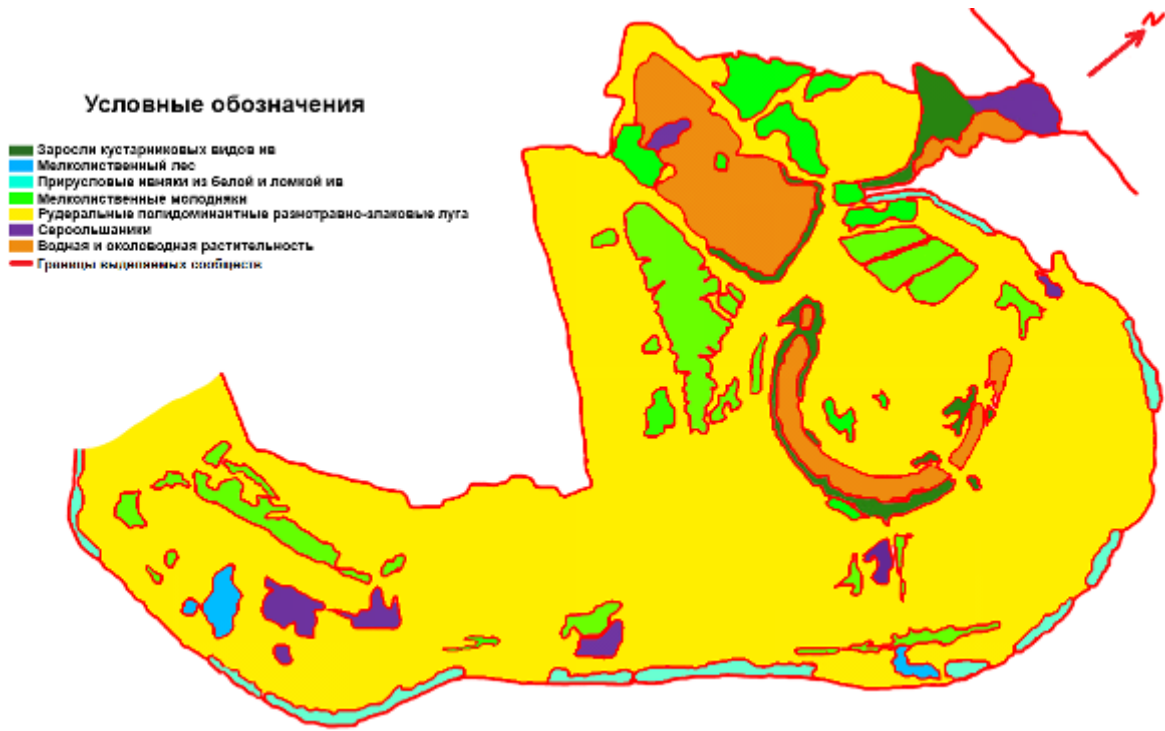 Условные обозначения
Заросли кустарниковых видов ив
Мелколиственный лес
Прирусловые ивняки из белой и ломкой ив
Мелколиственные молодняки
Рудеральные полидоминантные разнотравно-злаковые луга
Сероольшаники
Водная и околоводная растительность
Границы выделяемых сообществ
N